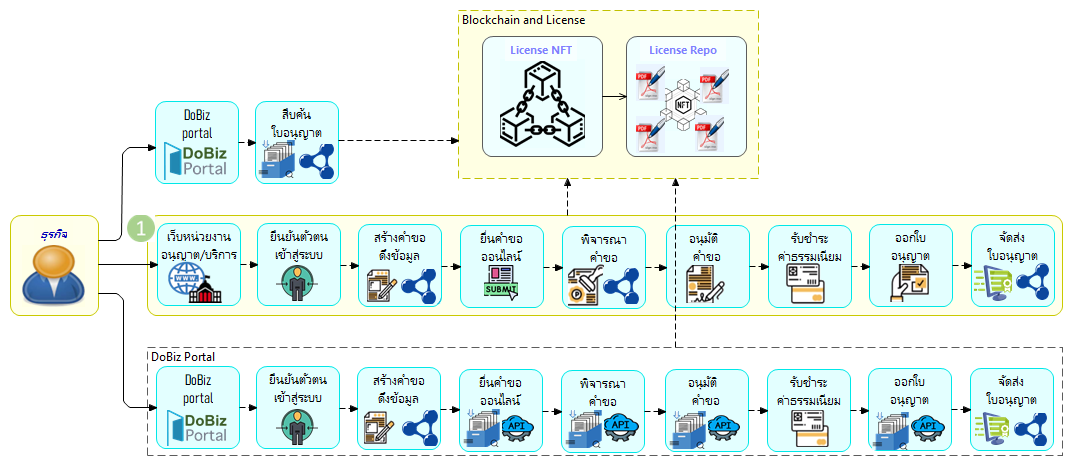 Blockchain and License
License NFT
License Repo
PDF
PDF
NFT
PDF
PDF
DoBiz
portal
DoBiz
Portal
สืบค้น
ใบอนุญาต
ธุรกิจ
1
เว็บหน่วยงาน
อนุญาต/บริการ
WWW
ยืนยันตัวตน
เข้าสู่ระบบ
สร้างคำขอ
ดึงข้อมูล
ยื่นคำขอ
ออนไลน์
SUBMIT
พิจารณา
คำขอ
อนุมัติ
คำขอ
รับชำระ
ค่าธรรมเนียม
ออกใบ
อนุญาต
จัดส่ง
ใบอนุญาต
DoBiz Portal
DoBiz
portal
DoBiz
Portal
ยืนยันตัวตน
เข้าสู่ระบบ
สร้างคำขอ
ดึงข้อมูล
ยื่นคำขอ
ออนไลน์
API
พิจารณา
คำขอ
API
อนุมัติ
คำขอ
API
รับชำระ
ค่าธรรมเนียม
ออกใบ
อนุญาต
API
จัดส่ง
ใบอนุญาต